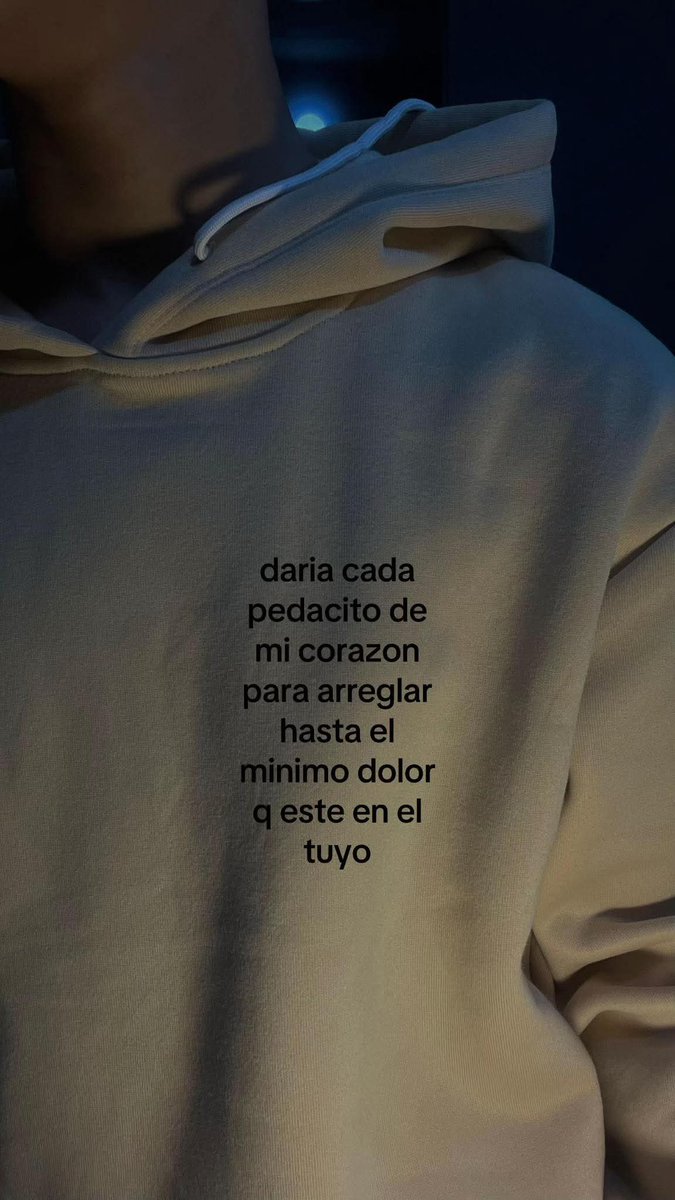 daria cada
pedacito de
mi corazon
para arreglar
hasta el
minimo dolor
q este en el
tuyo